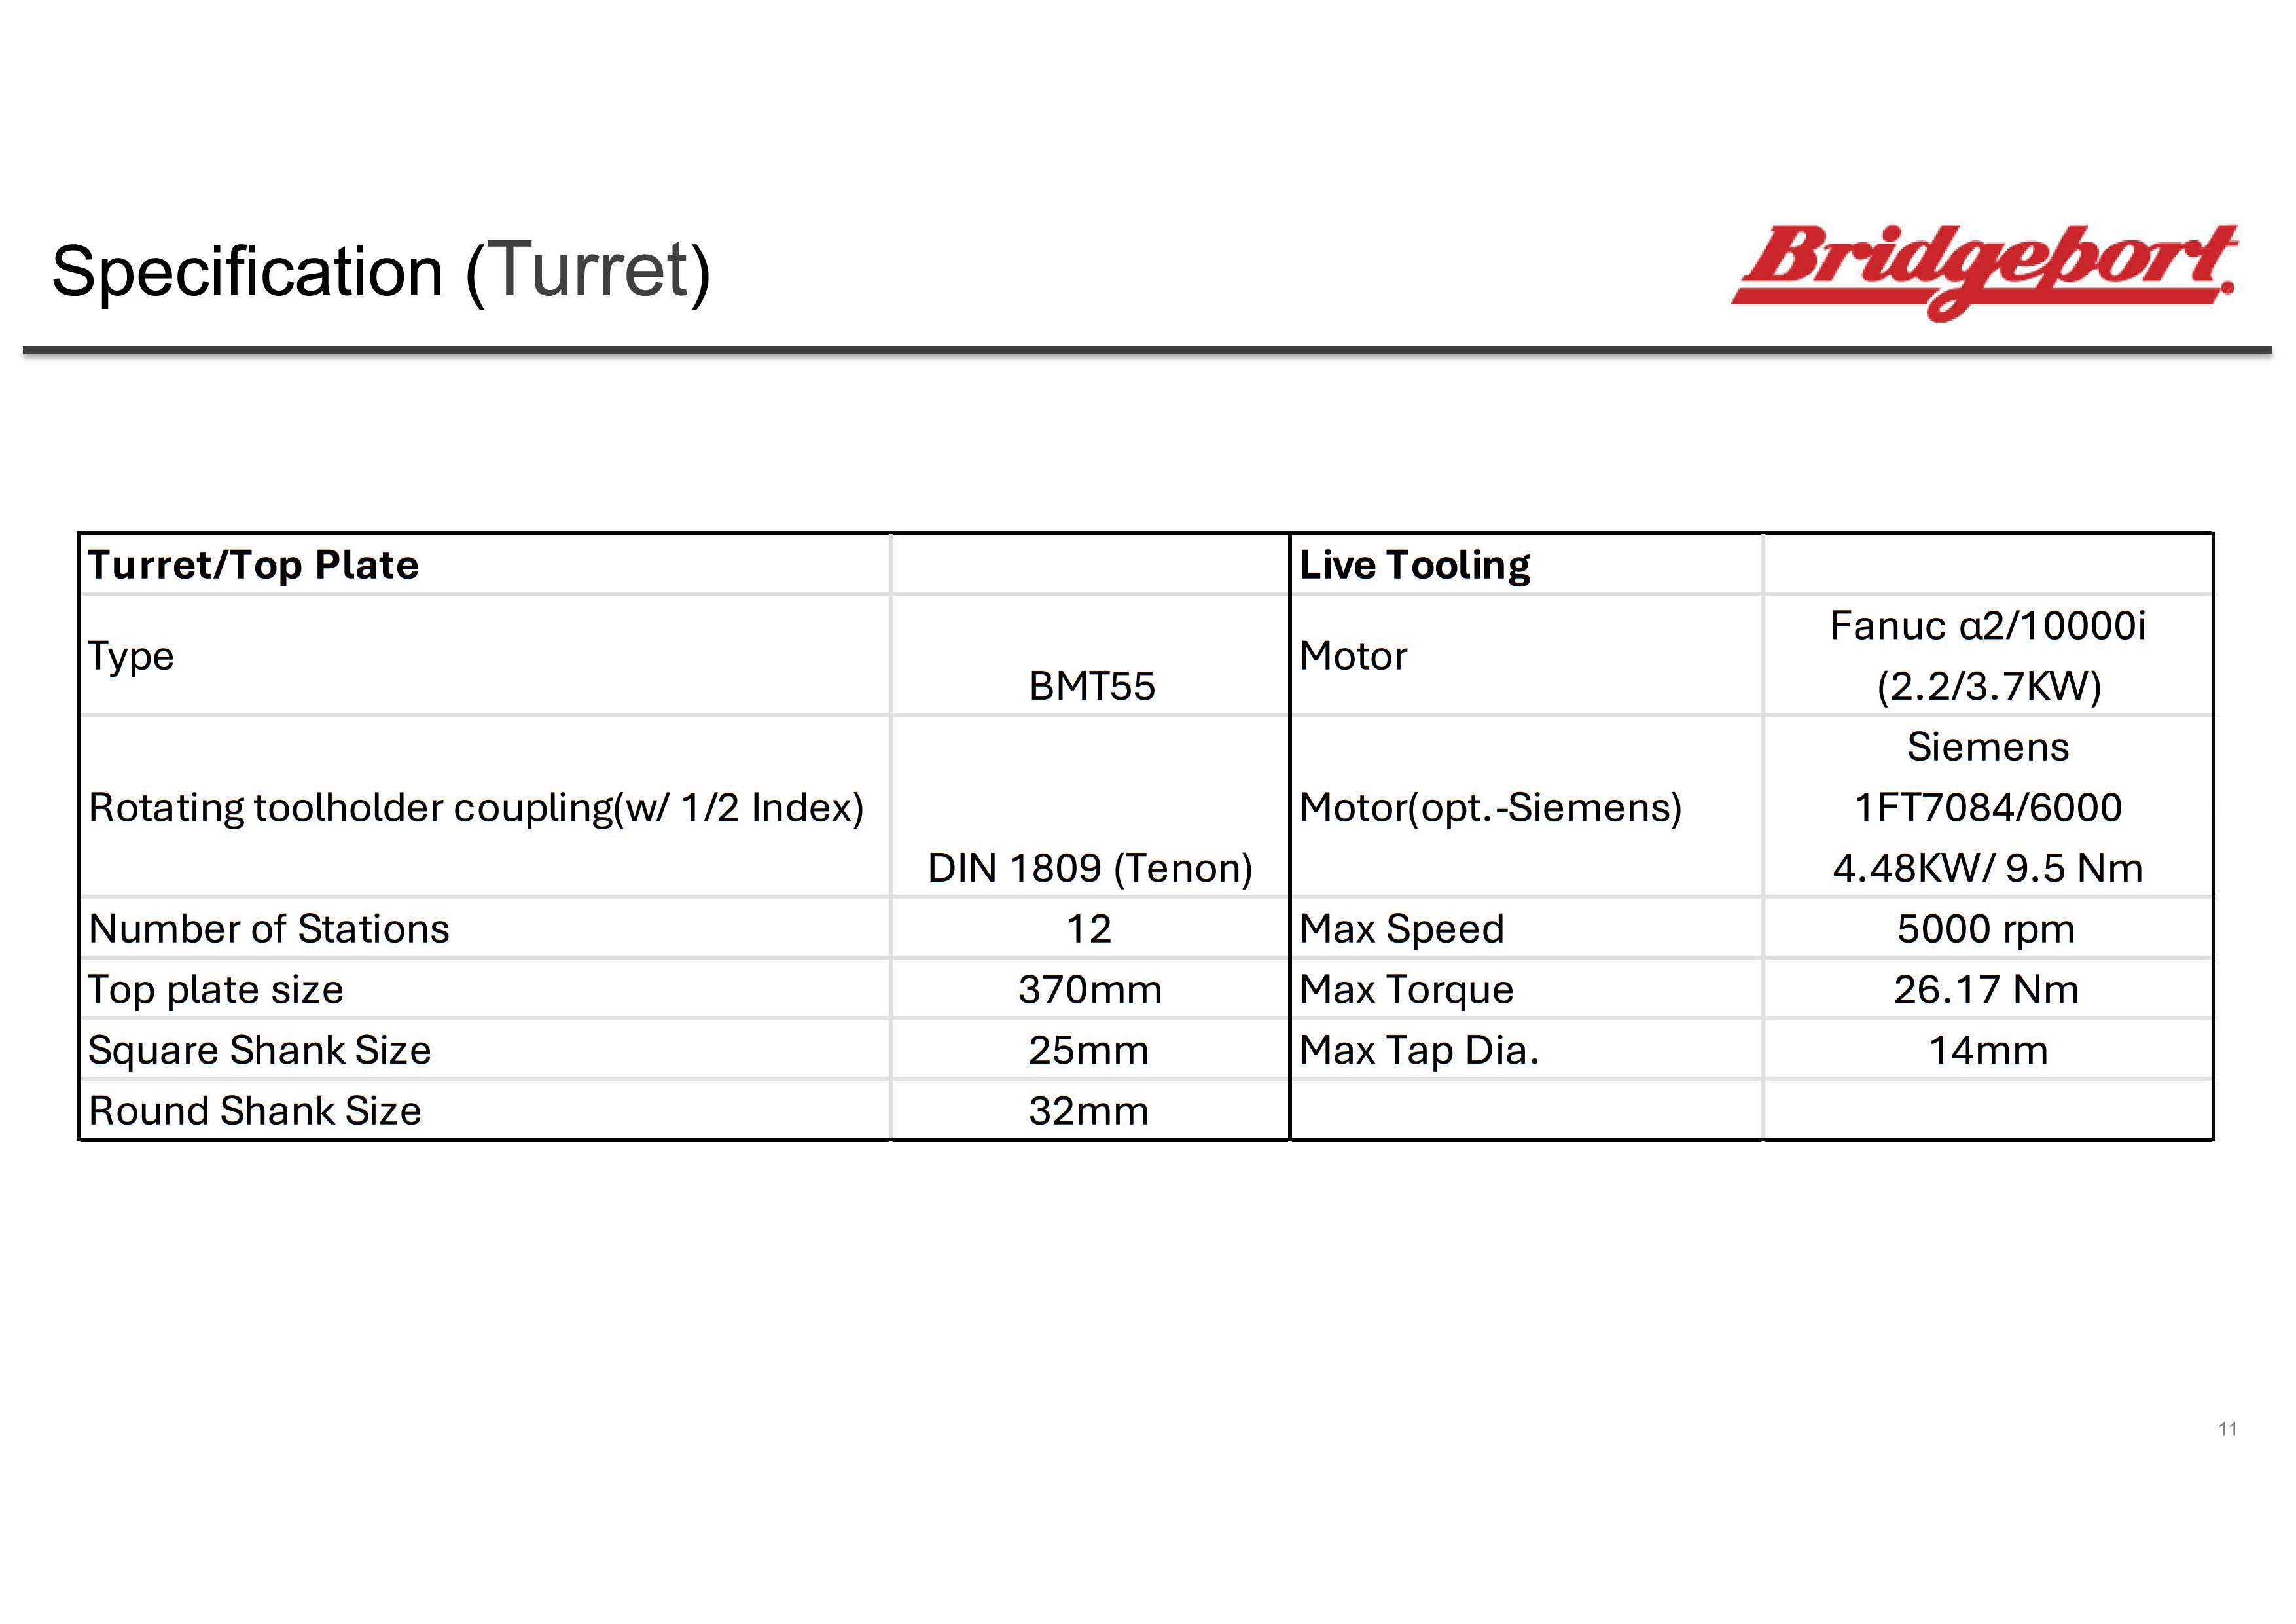 Specification (Turret)
Bridgeport
Turret/Top Plate
Live Tooling
Type
BMT55
Motor
Fanuc α2/10000i
(2.2/3.7KW)
Rotating toolholder coupling(w/ 1/2 Index)
DIN 1809 (Tenon)
Motor(opt.-Siemens)
Siemens
1FT7084/6000
4.48KW/ 9.5 Nm
Number of Stations
12
Max Speed
5000 rpm
Top plate size
370mm
Max Torque
26.17 Nm
Square Shank Size
25mm
Max Tap Dia.
14mm
Round Shank Size
32mm
11